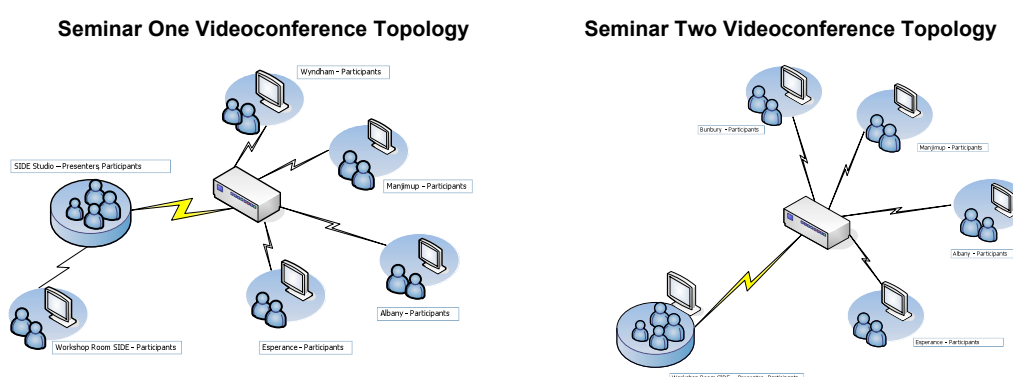 Seminar One Videoconference Topology
Wyndham - Participants
SIDE Studio - Presenters, Participants
Manjimup - Participants
Albany - Participants
Workshop Room SIDE - Participants
Esperance - Participants
Seminar Two Videoconference Topology
Bunbury - Participants
Manjimup - Participants
Albany - Participants
Esperance - Participants